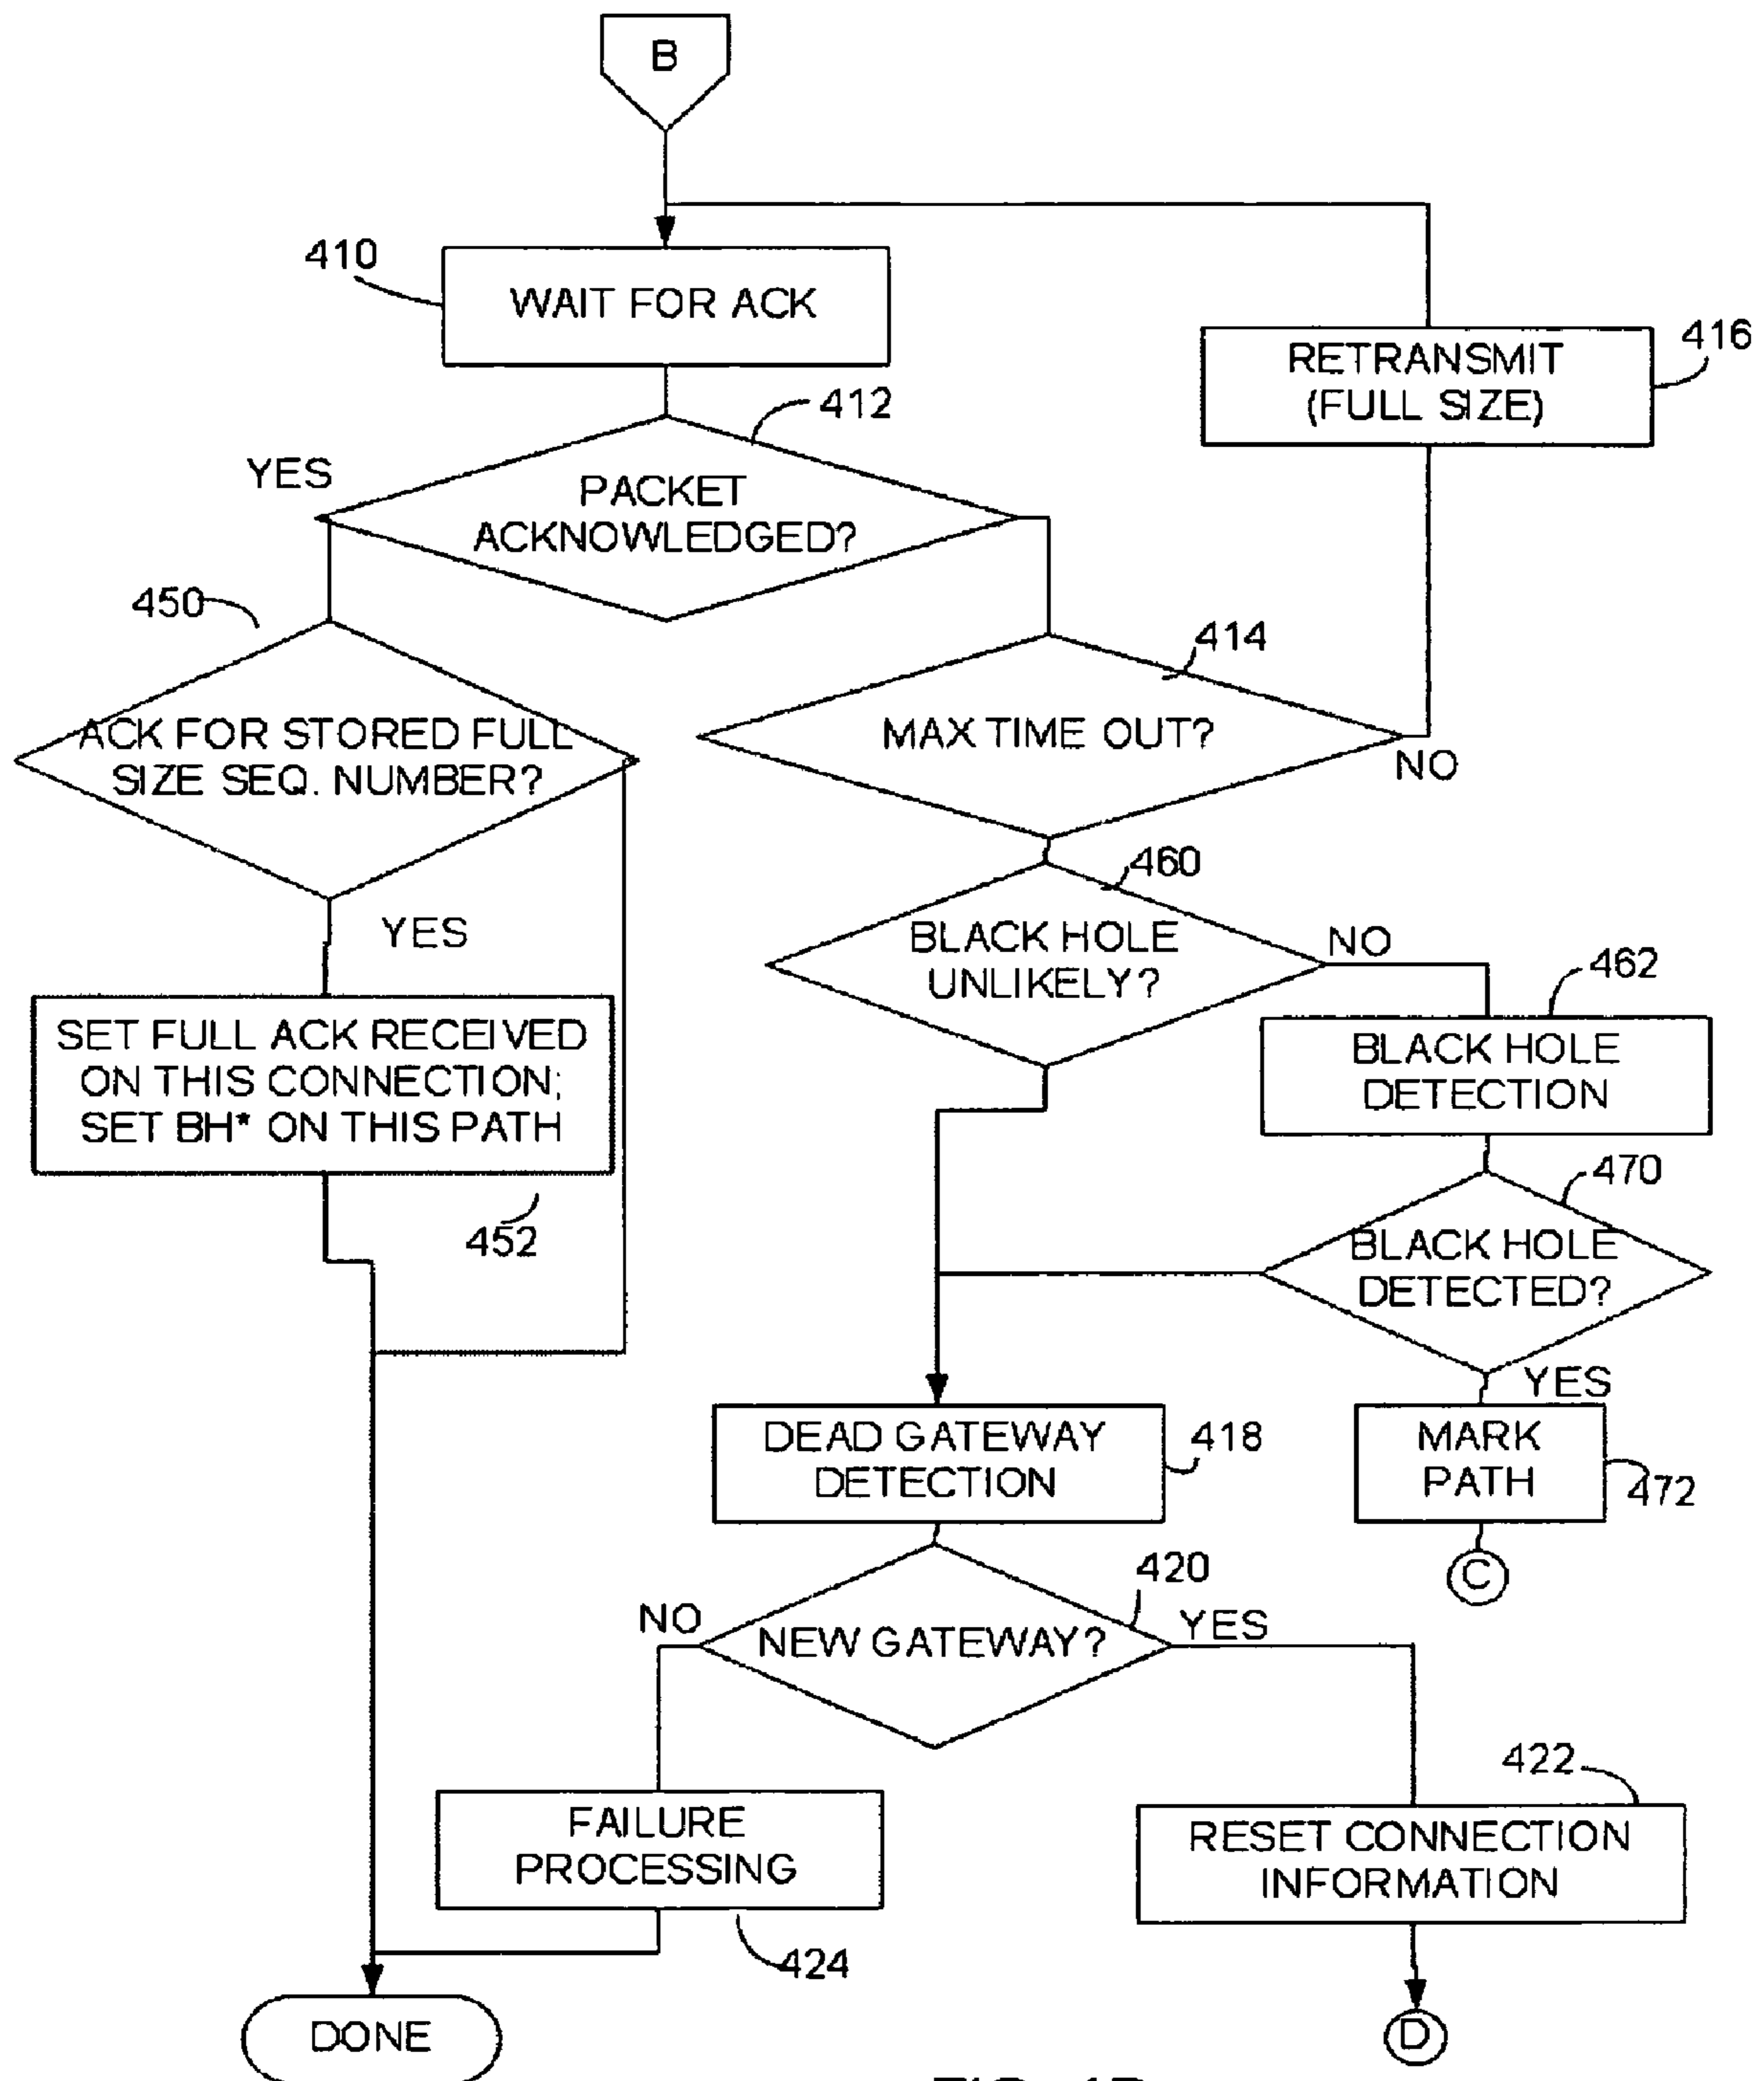 B
410
WAIT FOR ACK
416
RETRANSMIT
(FULL SIZE)
412
YES
PACKET
ACKNOWLEDGED?
450
414
ACK FOR STORED FULL
SIZE SEQ. NUMBER?
MAX TIME OUT?
NO
460
YES
BLACK HOLE
UNLIKELY?
NO
462
SET FULL ACK RECEIVED
ON THIS CONNECTION;
SET BH* ON THIS PATH
452
BLACK HOLE
DETECTION
470
BLACK HOLE
DETECTED?
YES
DEAD GATEWAY
DETECTION
418
MARK
PATH
472
C
420
NO
NEW GATEWAY?
YES
422
FAILURE
PROCESSING
424
RESET CONNECTION
INFORMATION
DONE
D